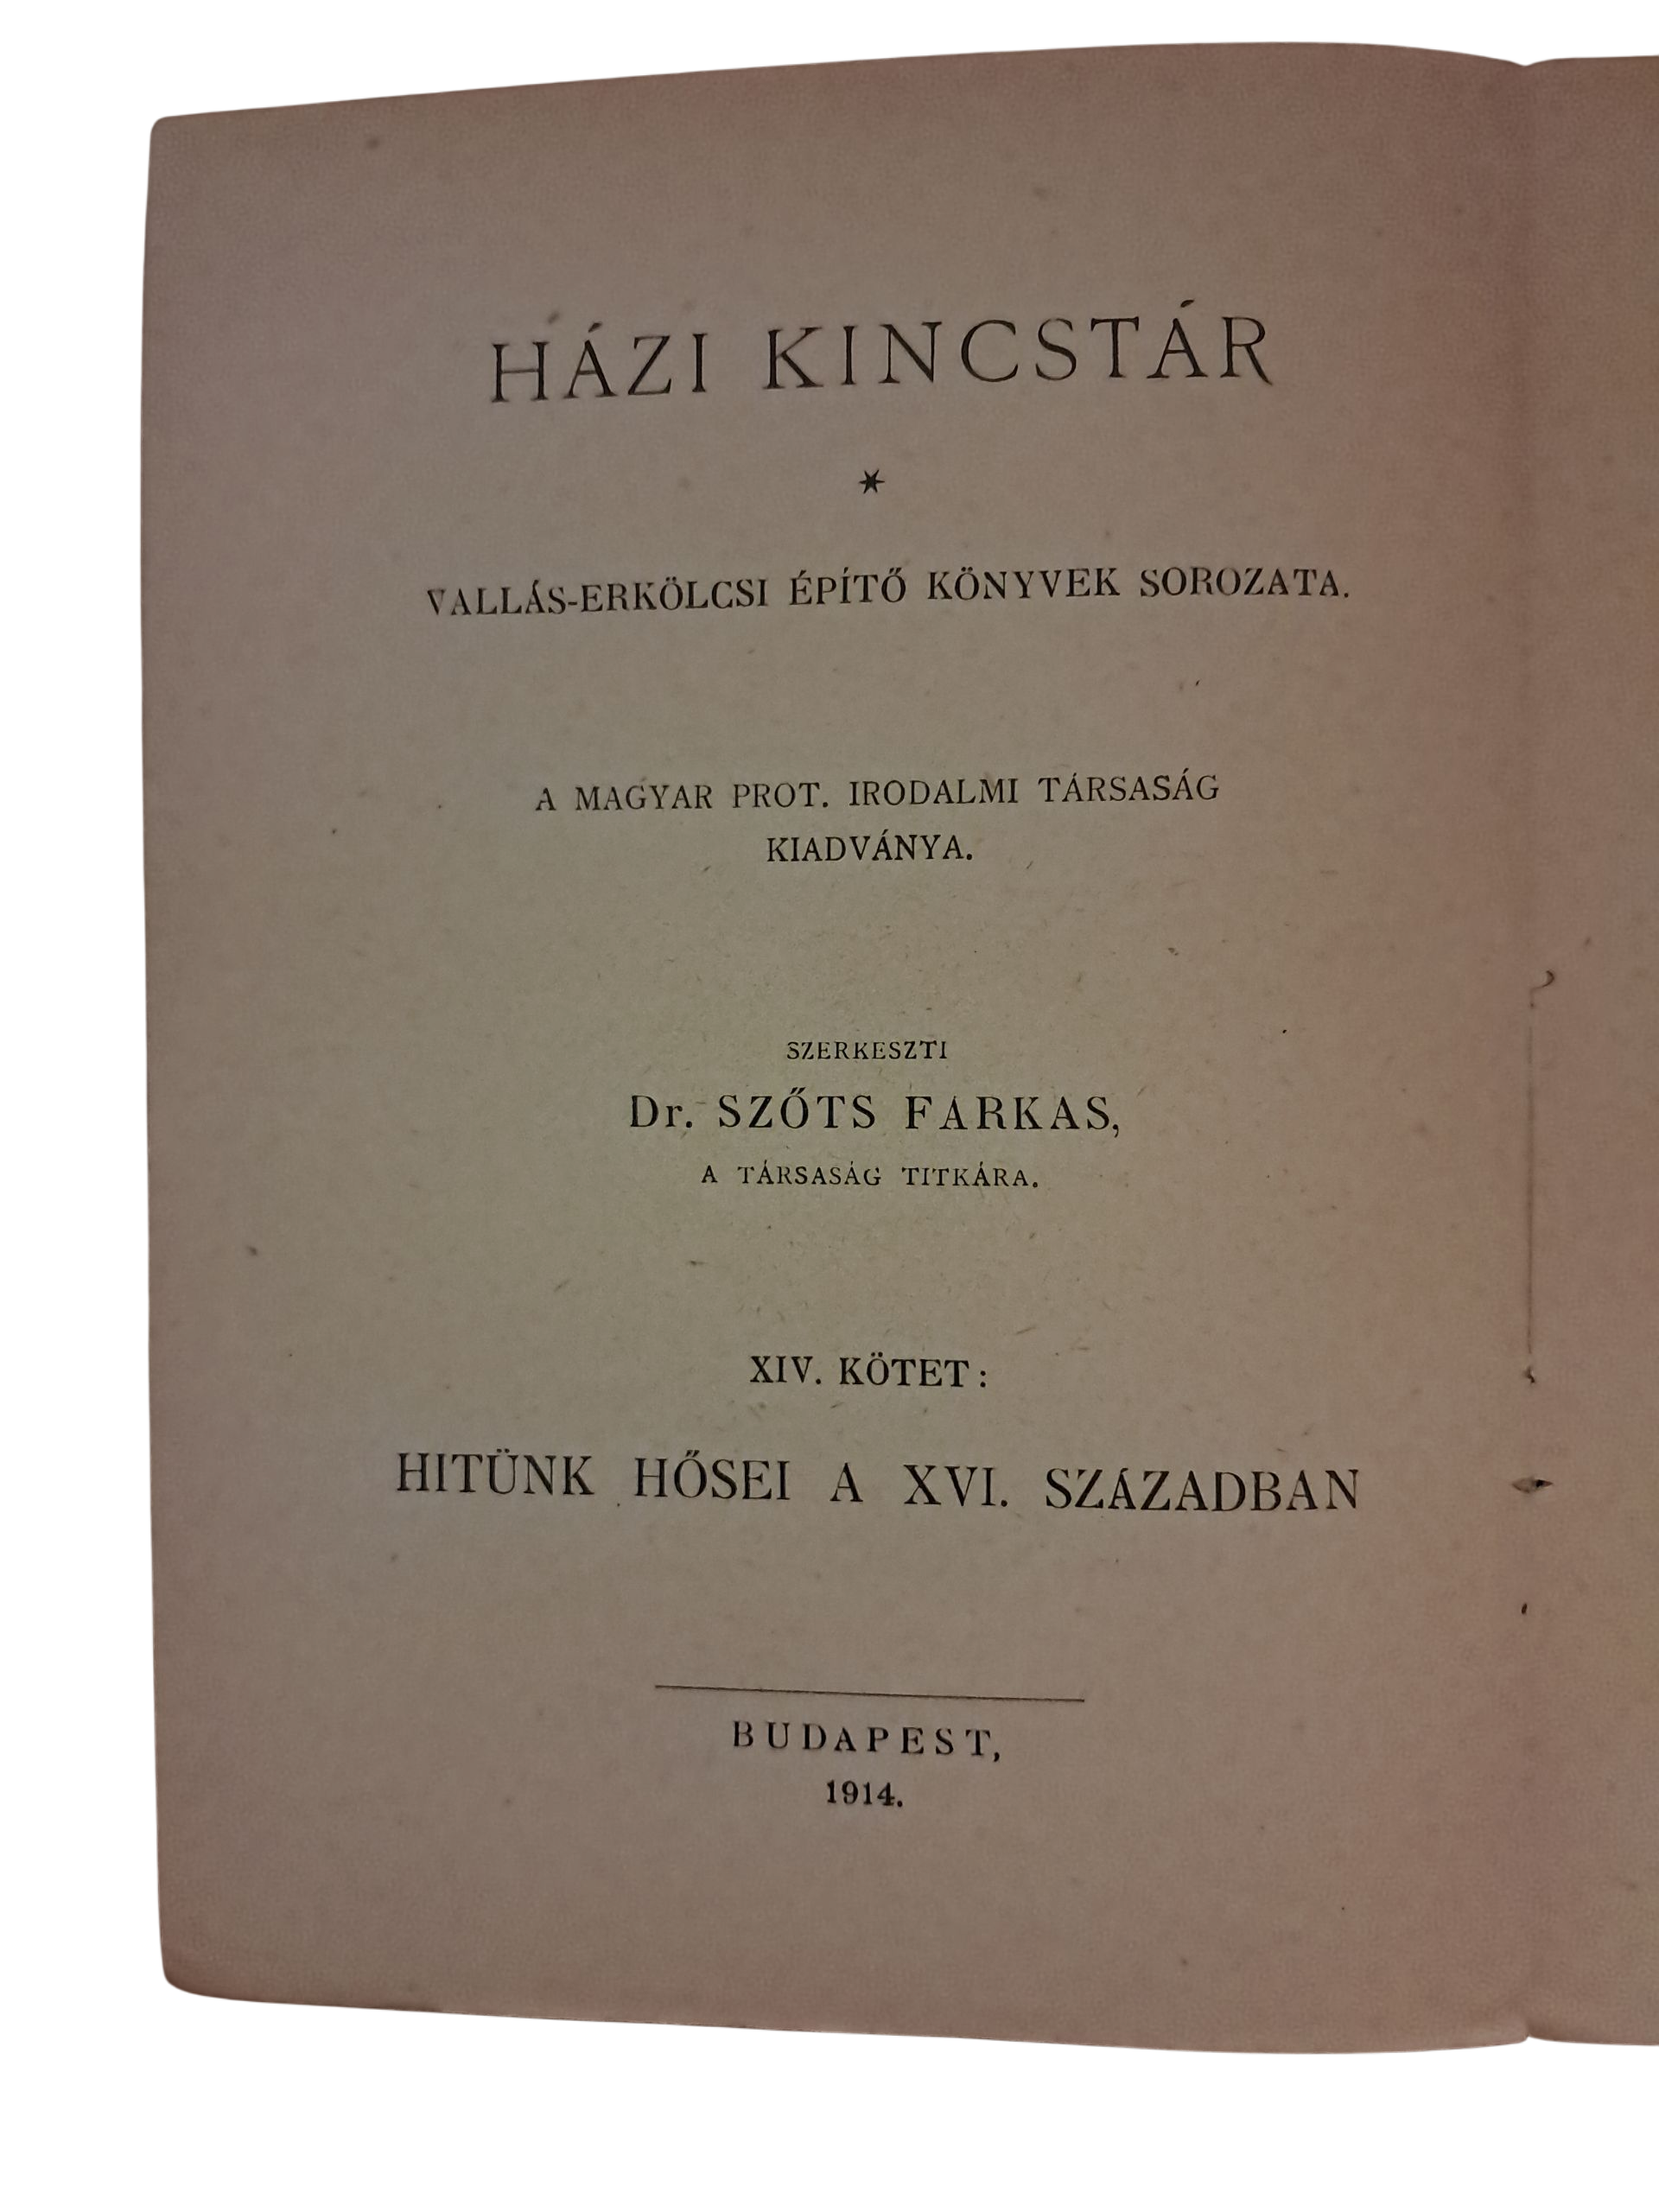 HÁZI KINCSTÁR
*
VALLÁS-ERKÖLCSI ÉPÍTŐ KÖNYVEK SOROZATA.
A MAGYAR PROT. IRODALMI TÁRSASÁG
KIADVÁNYA.
SZERKESZTI
Dr. SZŐTS FARKAS,
A TÁRSASÁG TITKÁRA.
XIV. KÖTET:
HITÜNK HŐSEI A XVI. SZÁZADBAN
BUDAPEST,
1914.